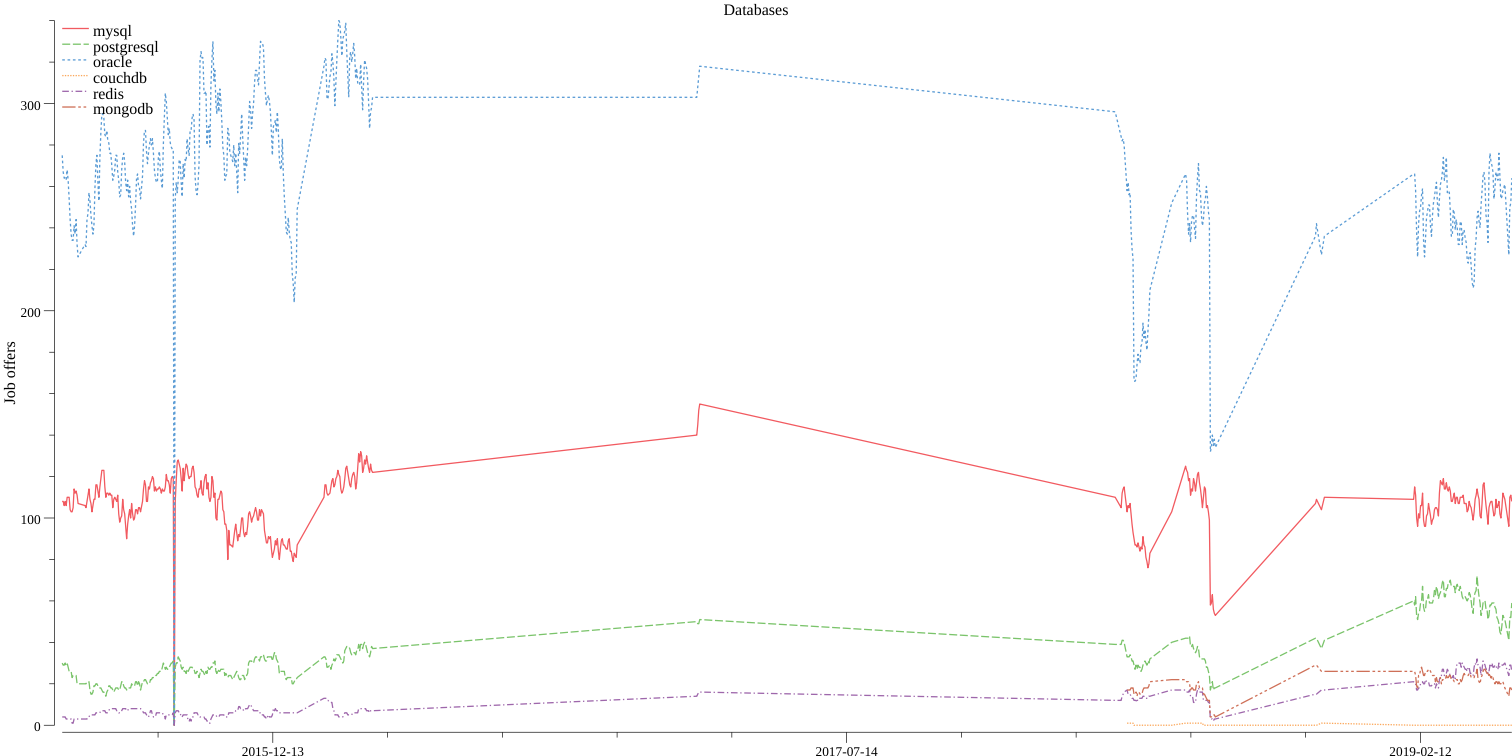 Databases
mysql
postgresql
oracle
couchdb
redis
mongodb
300
200
100
0
Job offers
2015-12-13
2017-07-14
2019-02-12